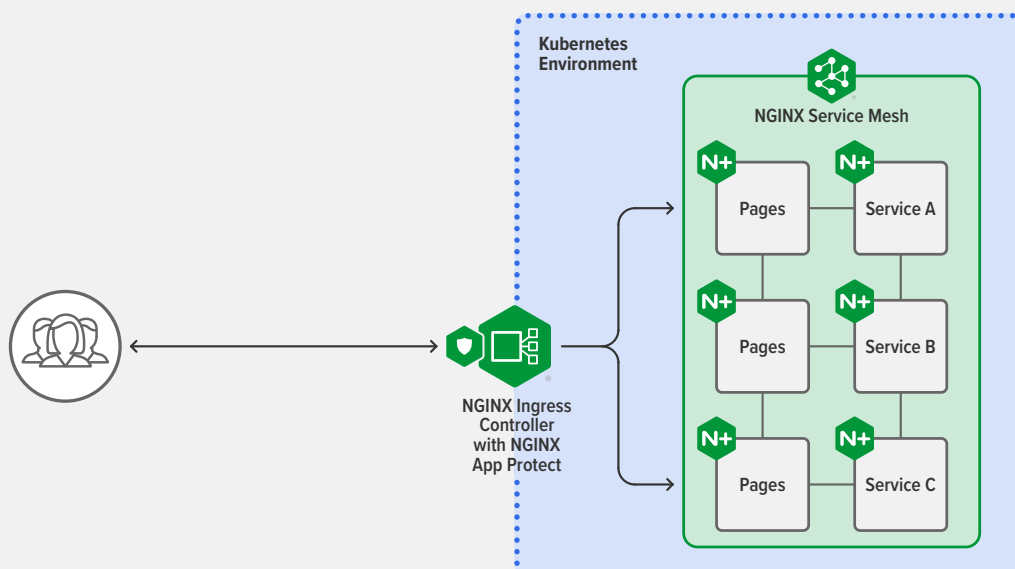 Kubernetes
Environment
NGINX Service Mesh
N+
N+
Pages
Service A
N+
N+
Pages
Service B
NGINX Ingress
Controller
with NGINX
App Protect
®
N+
N+
Pages
Service C